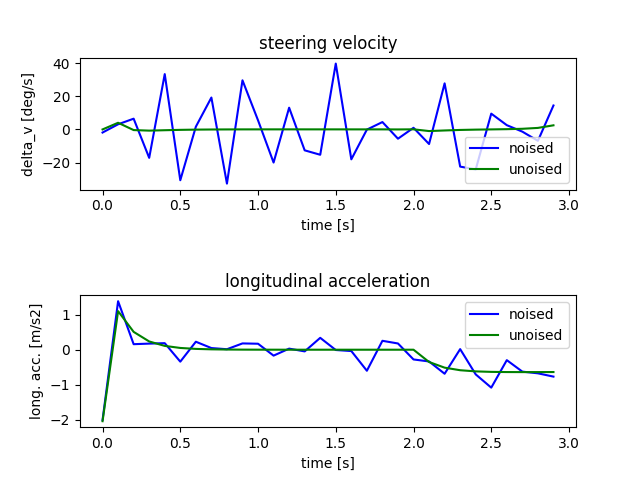 steering velocity
delta_v [deg/s]
40
20
0
−20
noised
unoised
0.0 0.5 1.0 1.5 2.0 2.5 3.0
time [s]
longitudinal acceleration
long. acc. [m/s2]
1
0
−1
−2
noised
unoised
0.0 0.5 1.0 1.5 2.0 2.5 3.0
time [s]